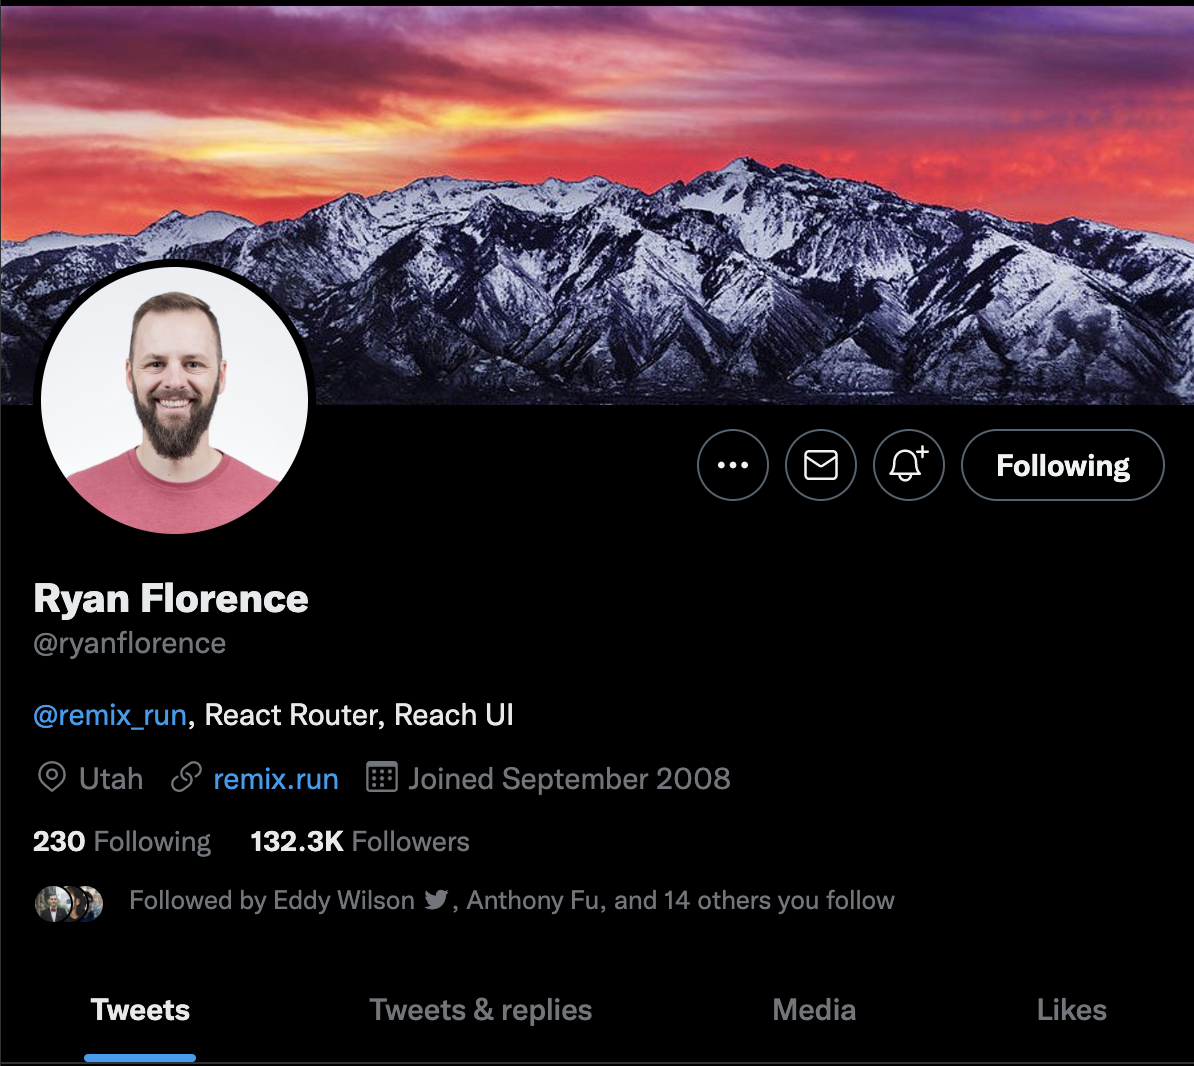 Following
Ryan Florence
@ryanflorence
@remix_run, React Router, Reach UI
Utah remix.run Joined September 2008
230 Following 132.3K Followers
Followed by Eddy Wilson , Anthony Fu, and 14 others you follow
Tweets Tweets & replies Media Likes